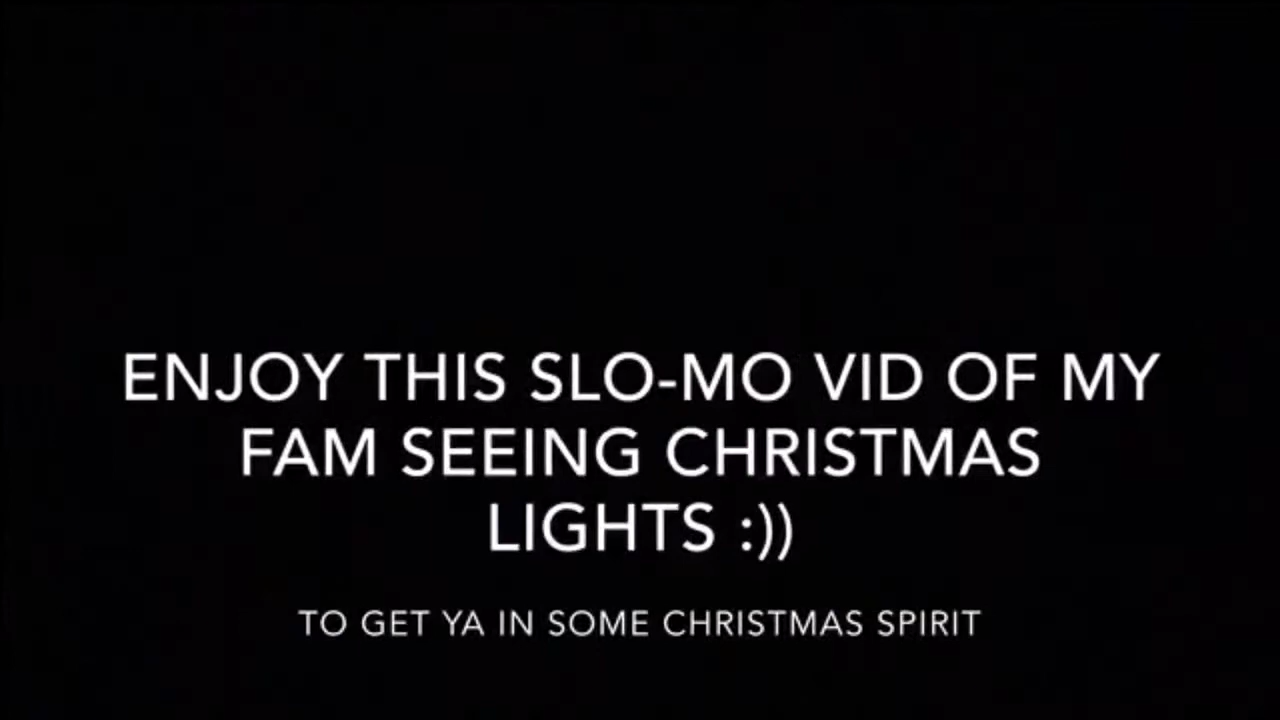 ENJOY THIS SLO-MO VID OF MY
FAM SEEING CHRISTMAS
LIGHTS :))
TO GET YA IN SOME CHRISTMAS SPIRIT